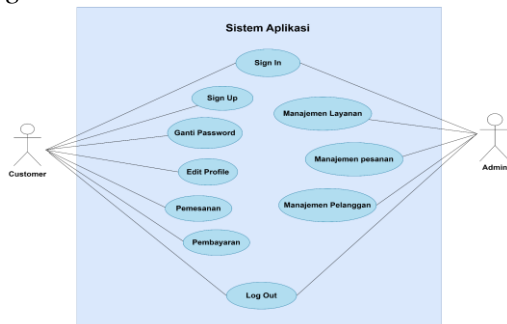 Sistem Aplikasi
Sign In
Sign Up
Manajemen Layanan
Ganti Password
Customer
Admin
Manajemen pesanan
Edit Profile
Pemesanan
Manajemen Pelanggan
Pembayaran
Log Out